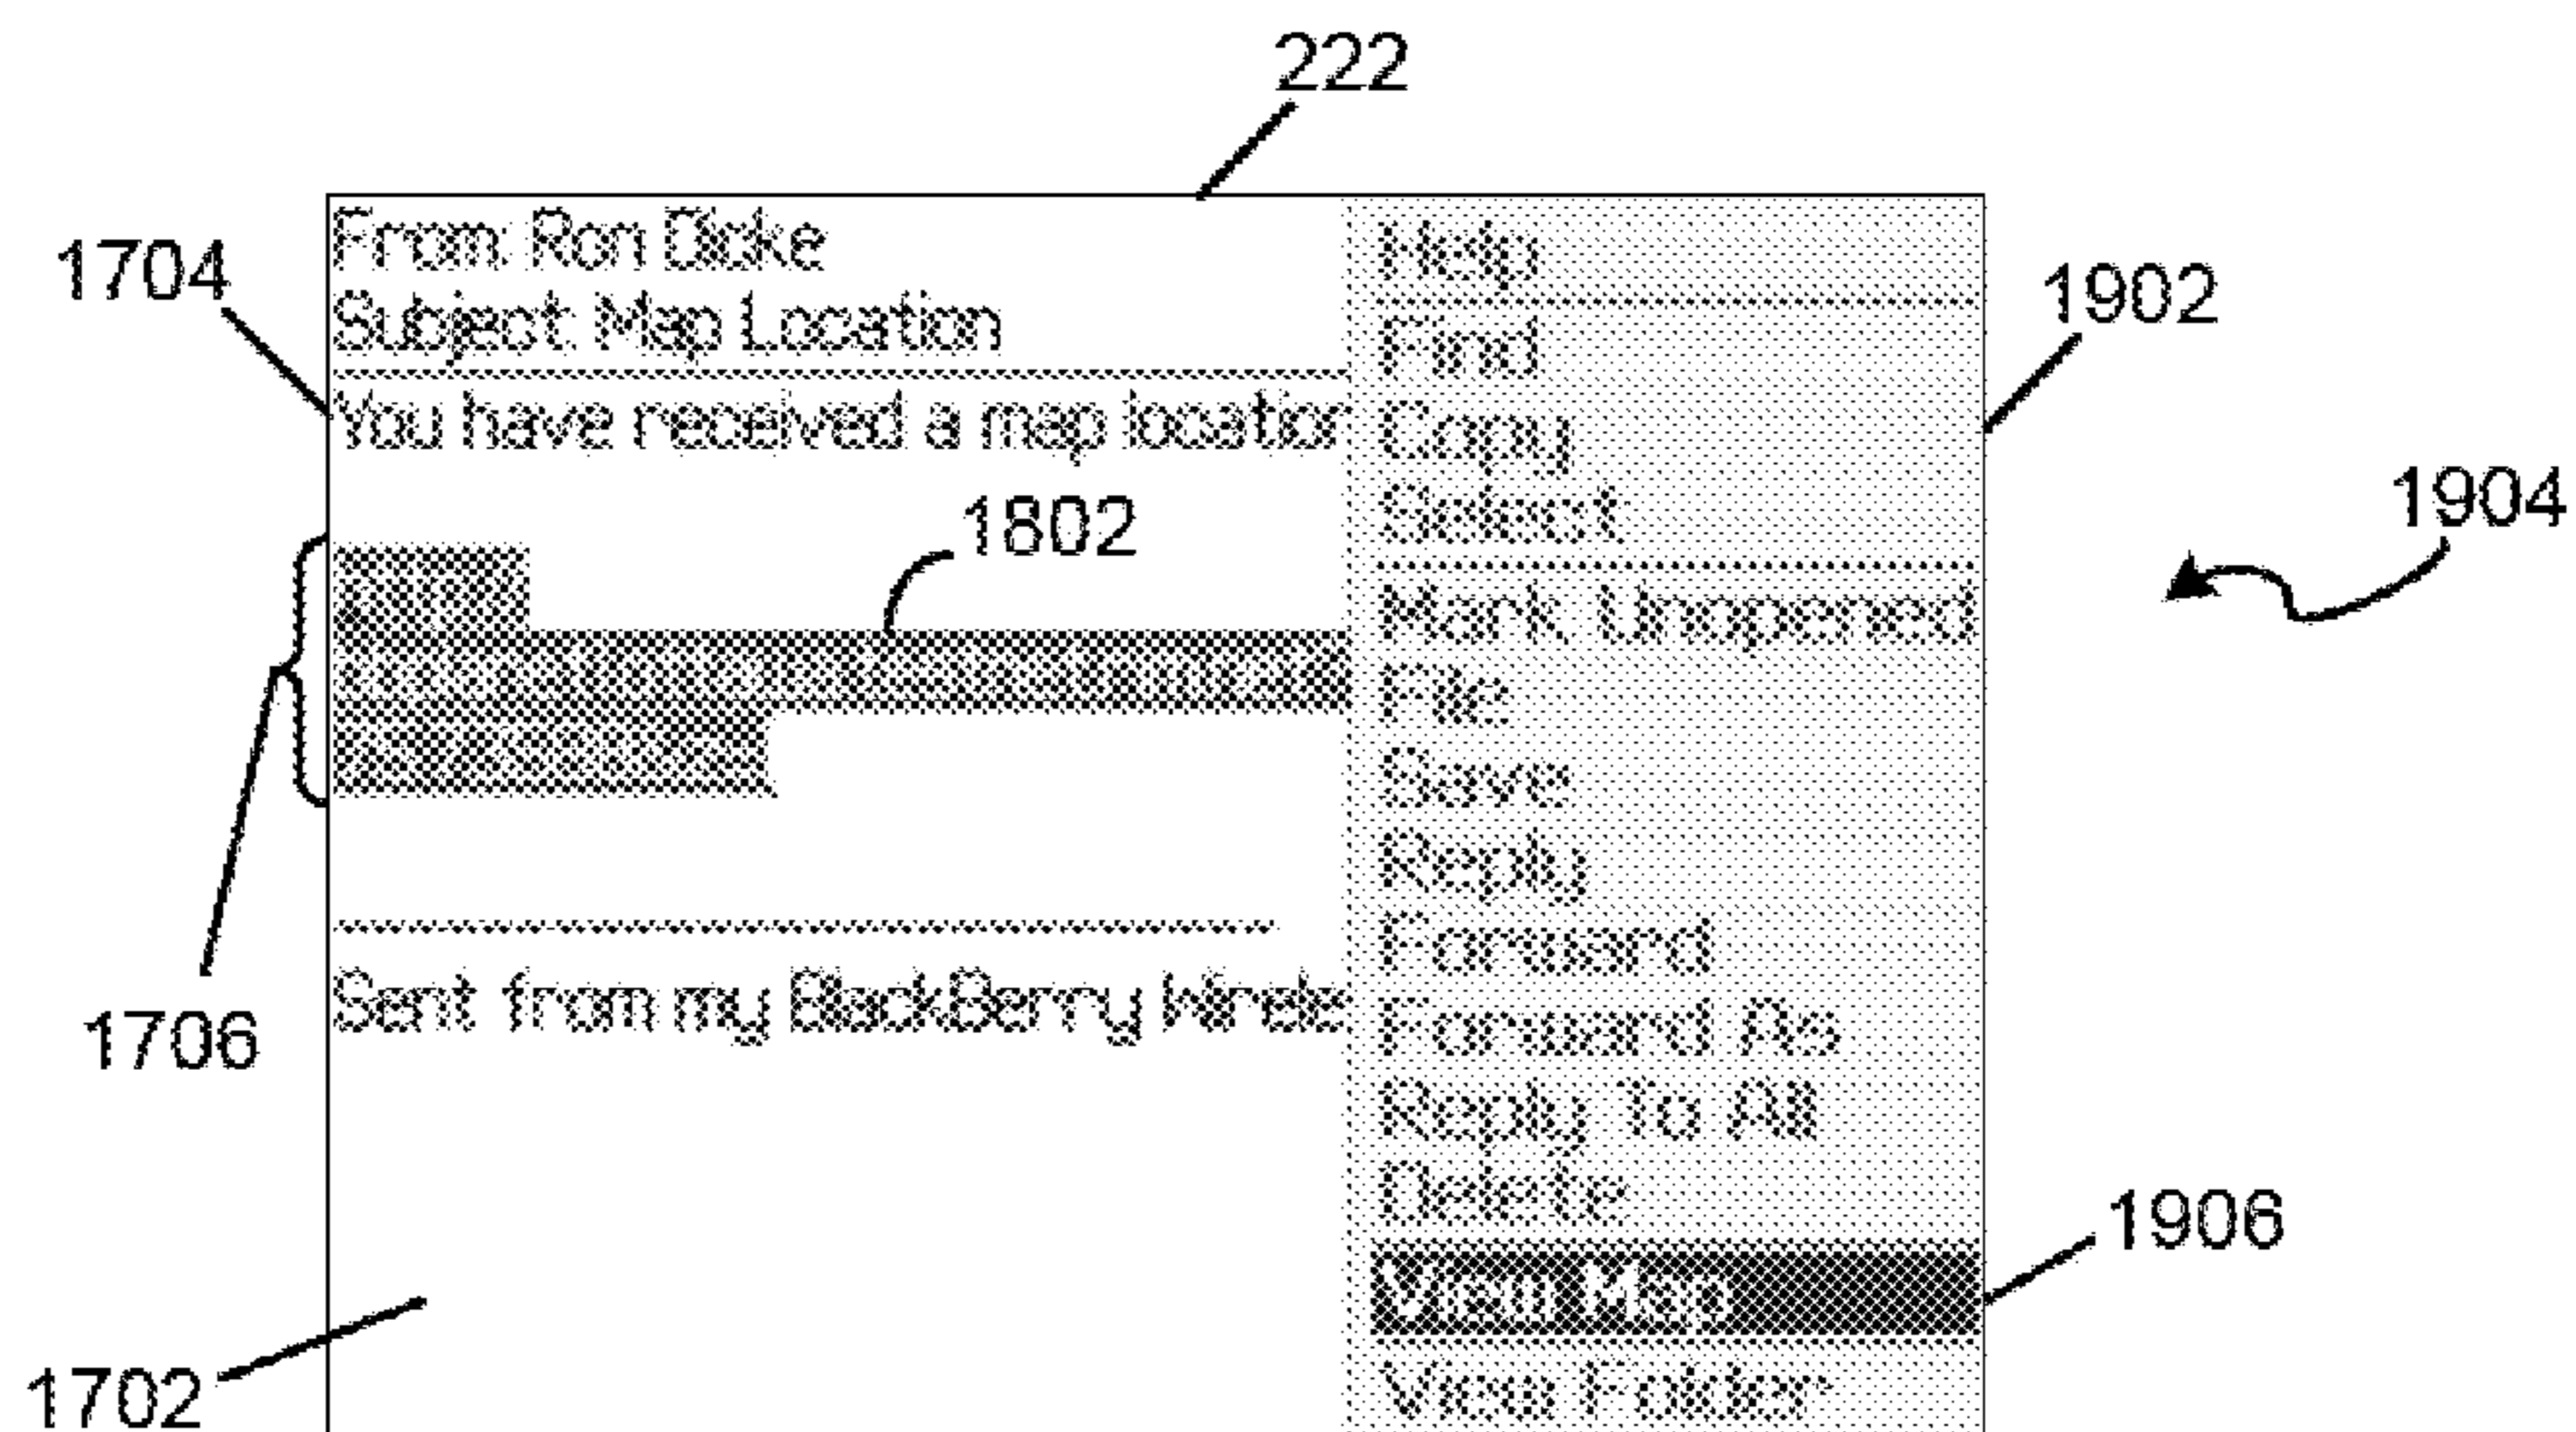 222
From: Ron Dicke
Subject: Map Location
1704
You have received a map location
1802
1706
Sent from my BlackBerry Wirele
1702
Help
Find
Copy
Select
Mark Unopened
File
Save
Reply
Forward
Forward As
Reply To All
Delete
View Map
View Folder
1902
1904
1906